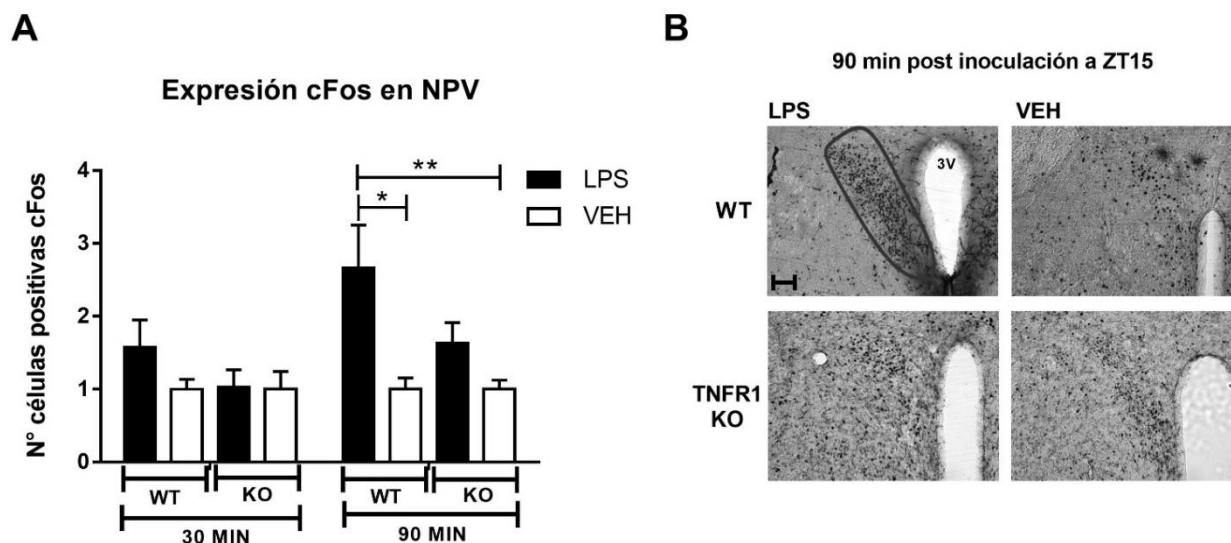 A
Expresión cFos en NPV
N° células positivas cFos
4
3
2
1
0
**
*
LPS
VEH
WT
KO
WT
KO
30 MIN
90 MIN
B
90 min post inoculación a ZT15
LPS
VEH
WT
3V
TNFR1
KO